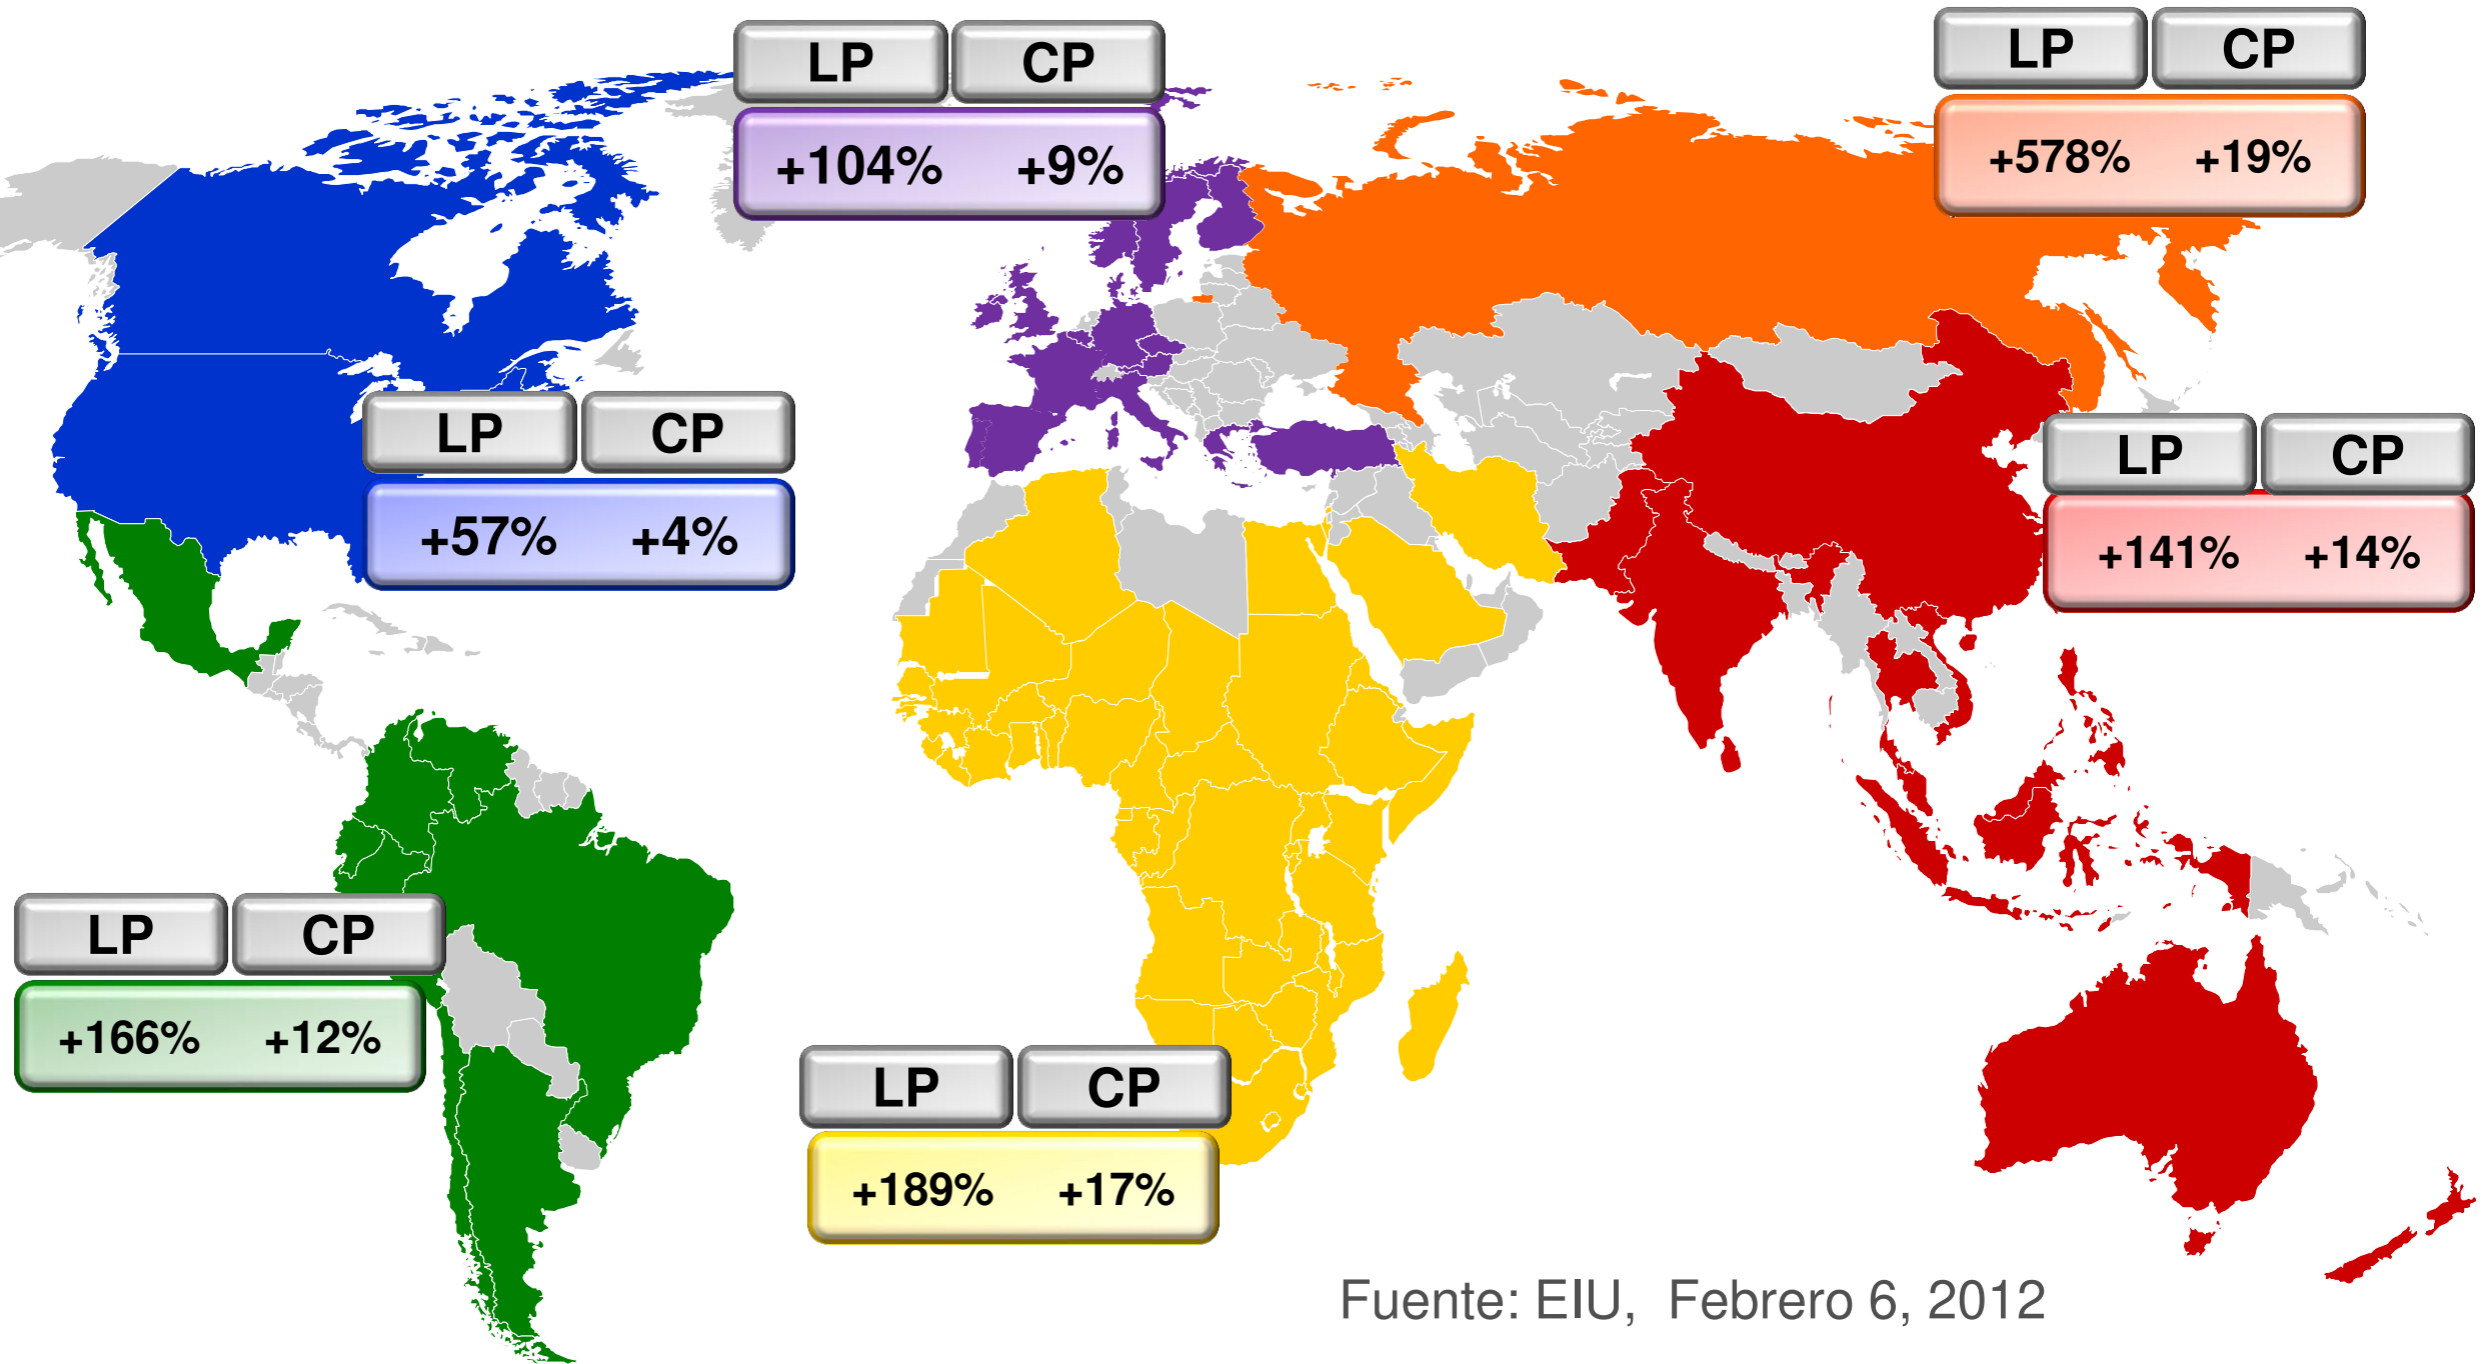 LP CP
+104% +9%
LP CP
+578% +19%
LP CP
+57% +4%
LP CP
+141% +14%
LP CP
+166% +12%
LP CP
+189% +17%
Fuente: EIU, Febrero 6, 2012